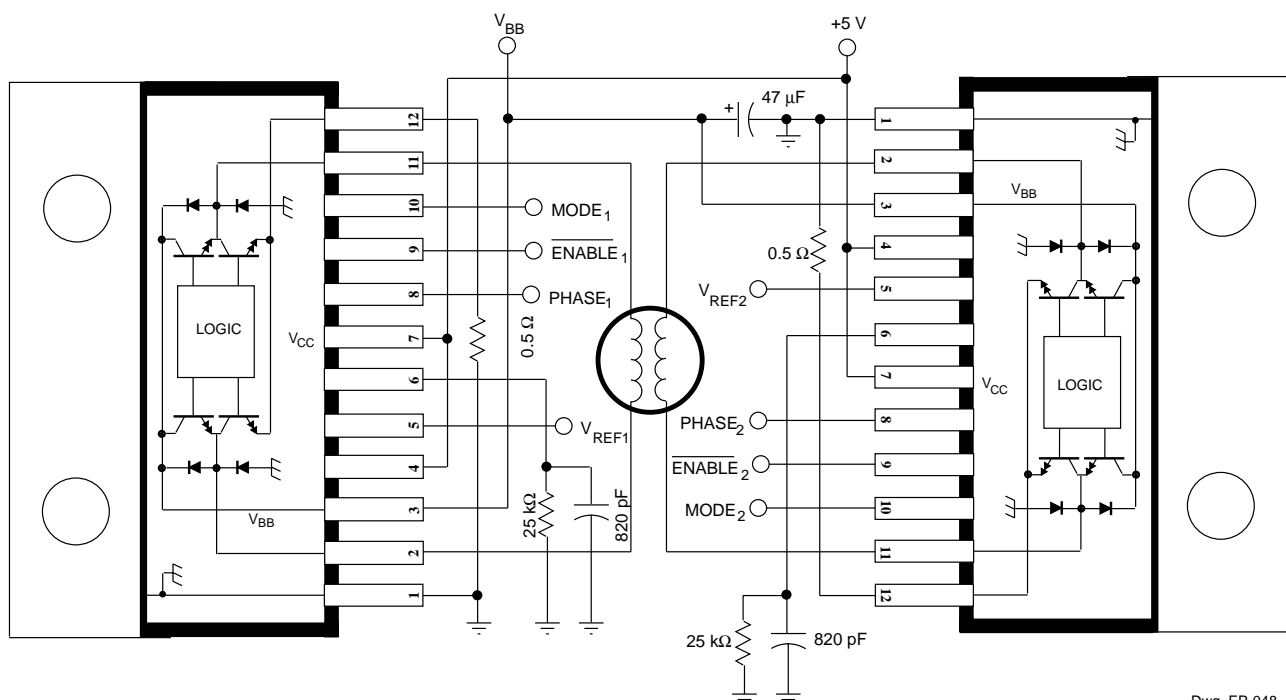 V_BB
+5 V
+ 47 µF
12
11
10
9
8
7
6
5
4
3
2
1
MODE_1
ENABLE_1
PHASE_1
0.5 Ω
V_REF1
25 kΩ
820 pF
LOGIC
V_CC
V_BB
0.5 Ω
V_REF2
PHASE_2
ENABLE_2
MODE_2
25 kΩ
820 pF
1
2
3
4
5
6
7
8
9
10
11
12
V_BB
V_CC
LOGIC
Dwg. EP-048